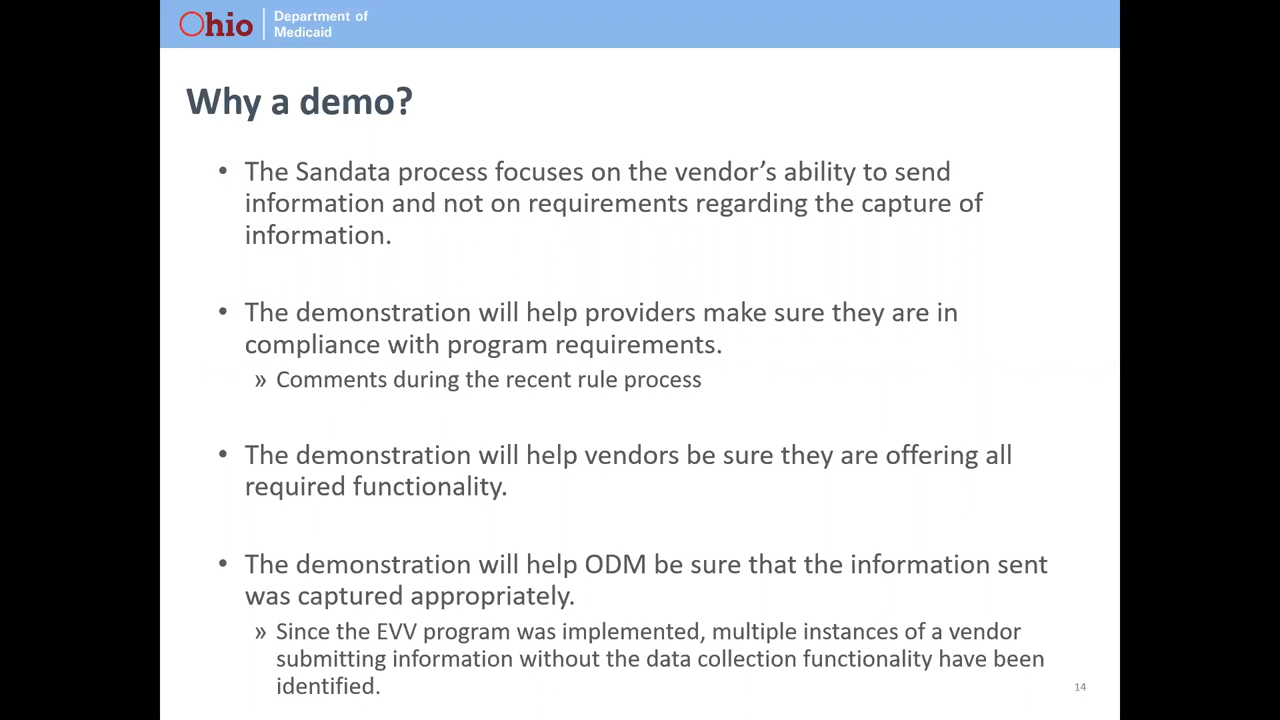 Ohio
Department of
Medicaid
Why a demo?
• The Sandata process focuses on the vendor’s ability to send
information and not on requirements regarding the capture of
information.
• The demonstration will help providers make sure they are in
compliance with program requirements.
» Comments during the recent rule process
• The demonstration will help vendors be sure they are offering all
required functionality.
• The demonstration will help ODM be sure that the information sent
was captured appropriately.
» Since the EVV program was implemented, multiple instances of a vendor
submitting information without the data collection functionality have been
identified.
14